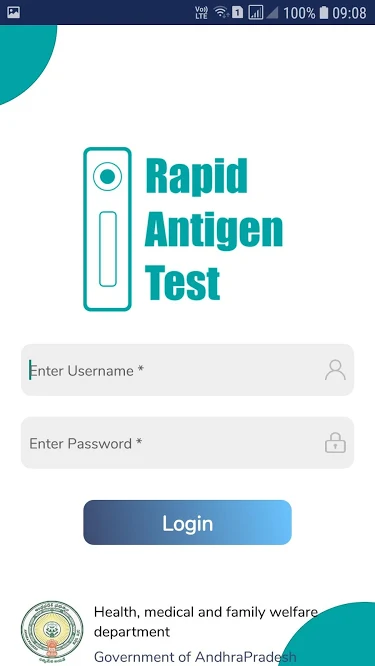 Vo)) LTE 1 100% 09:08
Rapid
Antigen
Test
Enter Username *
Enter Password *
Login
Health, medical and family welfare
department
Government of AndhraPradesh